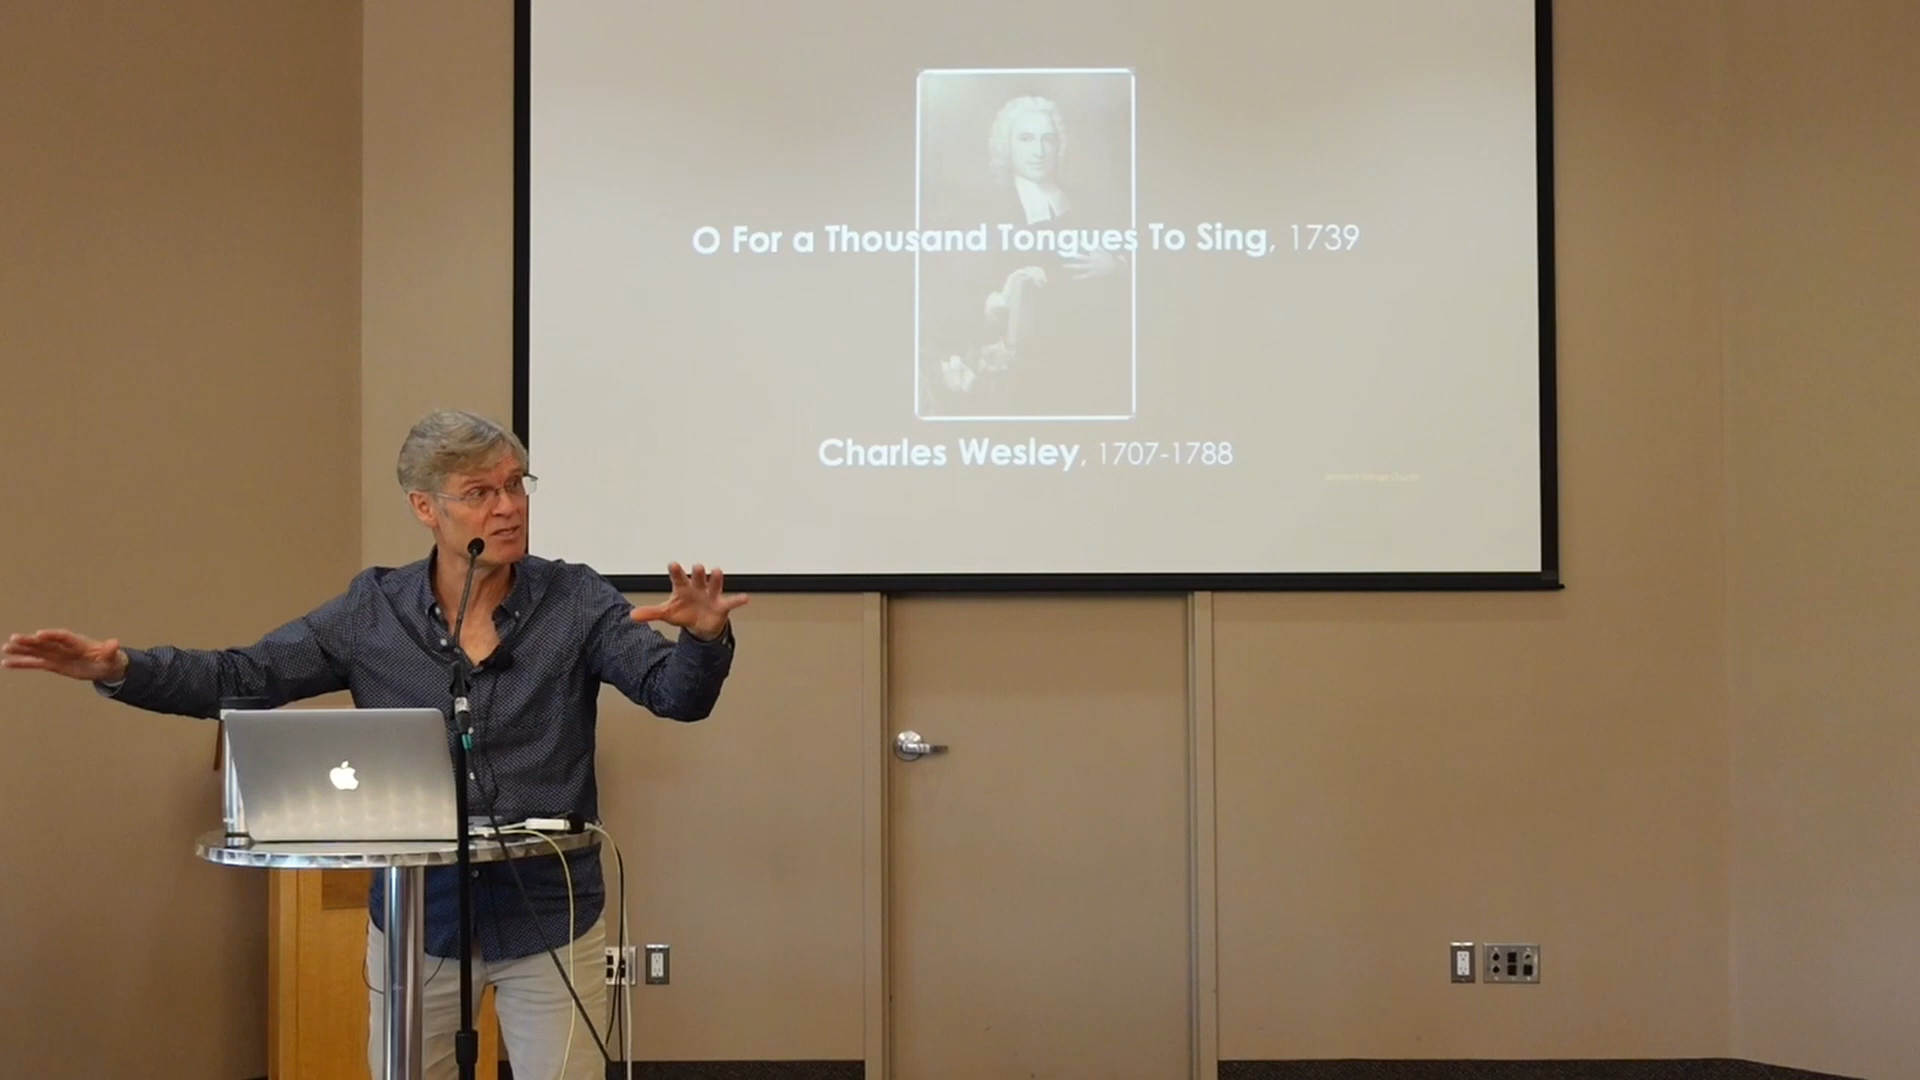 O For a Thousand Tongues To Sing, 1739
Charles Wesley, 1707-1788